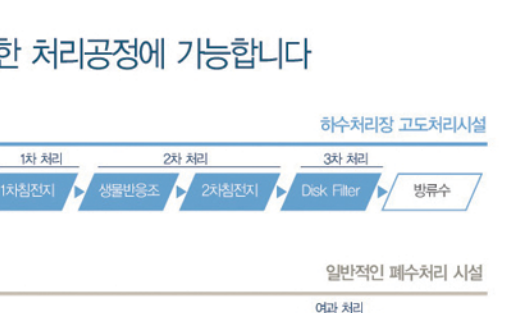 한 처리공정에 가능합니다
하수처리장 고도처리시설
1차 처리 2차 처리 3차 처리
1차침전지 생물반응조 2차침전지 Disk Filter 방류수
일반적인 폐수처리 시설
여과 처리